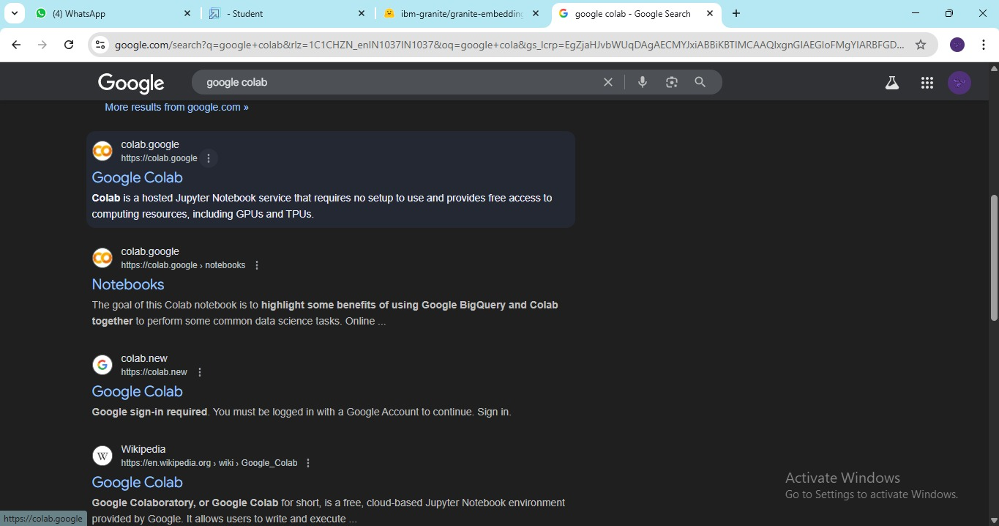 (4) WhatsApp
- Student
ibm-granite/granite-embedding
google colab - Google Search
google.com/search?q=google+colab&rlz=1C1CHZN_enIN1037IN1037&oq=google+cola&gs_lcrp=EgZjaHJvbWUqDAgAECMYJxiABBiKBTIMCAAQIxgnGIAEGIoFMgYIARBFGD...
Google
google colab
More results from google.com »
colab.google
https://colab.google
Google Colab
Colab is a hosted Jupyter Notebook service that requires no setup to use and provides free access to
computing resources, including GPUs and TPUs.
colab.google
https://colab.google › notebooks
Notebooks
The goal of this Colab notebook is to highlight some benefits of using Google BigQuery and Colab
together to perform some common data science tasks. Online ...
colab.new
https://colab.new
Google Colab
Google sign-in required. You must be logged in with a Google Account to continue. Sign in.
Wikipedia
https://en.wikipedia.org › wiki › Google_Colab
Google Colab
Google Colaboratory, or Google Colab for short, is a free, cloud-based Jupyter Notebook environment
provided by Google. It allows users to write and execute ...
Activate Windows
Go to Settings to activate Windows.
https://colab.google